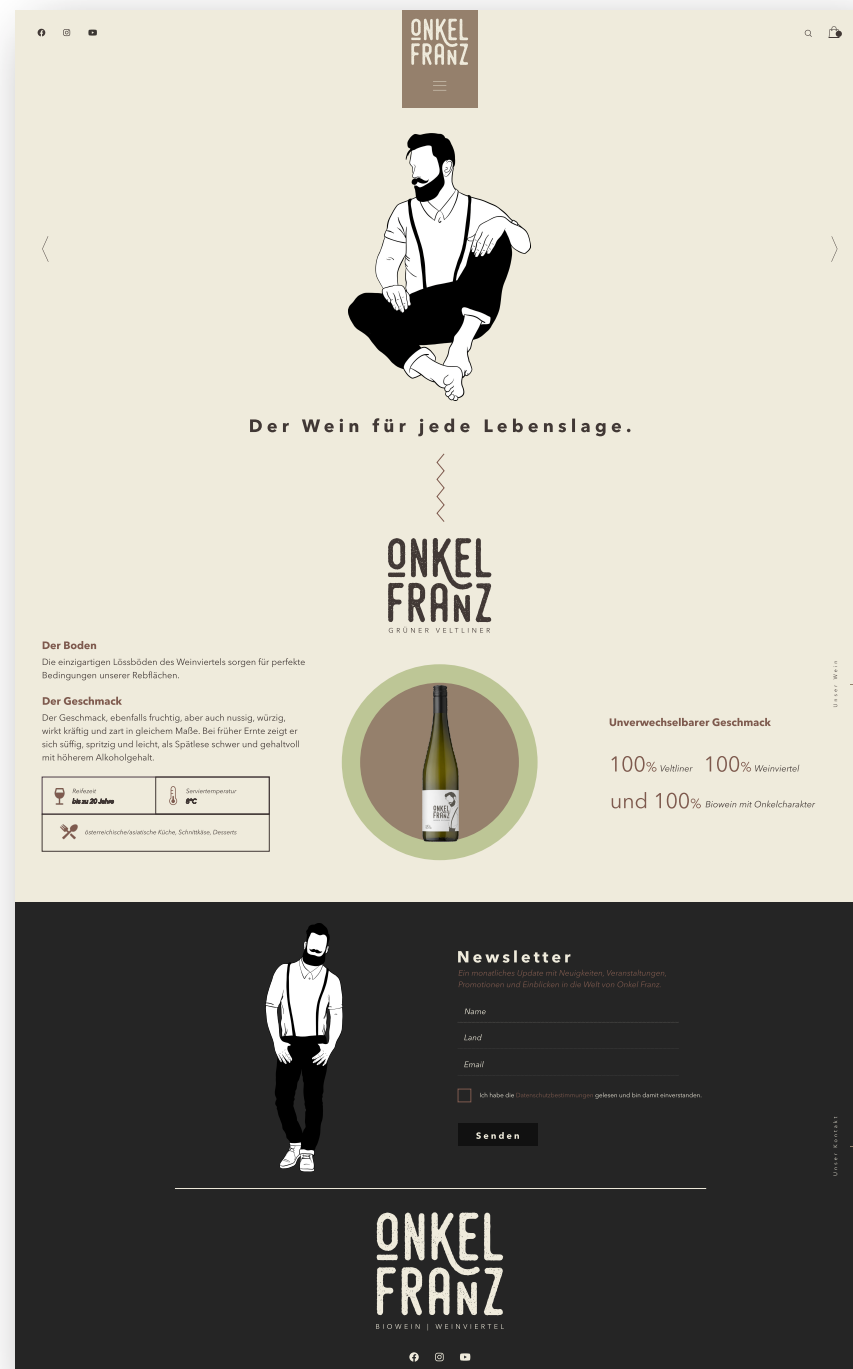 ONKEL
FRANZ
Der Wein für jede Lebenslage.
ONKEL
FRANZ
GRÜNER VELTLINER
Der Boden
Die einzigartigen Lössböden des Weinviertels sorgen für perfekte
Bedingungen unserer Rebflächen.
Der Geschmack
Der Geschmack, ebenfalls fruchtig, aber auch nussig, würzig,
wirkt kräftig und zart in gleichem Maße. Bei früher Ernte zeigt er
sich süffig, spritzig und leicht, als Spätlese schwer und gehaltvoll
mit höherem Alkoholgehalt.
Reifezeit
bis zu 20 Jahre
Serviertemperatur
8°C
österreichische/asiatische Küche, Schnittkäse, Desserts
ONKEL
FRANZ
Unverwechselbarer Geschmack
100% Veltliner 100% Weinviertel
und 100% Biowein mit Onkelcharakter
Unser Wein
Newsletter
Ein monatliches Update mit Neuigkeiten, Veranstaltungen,
Promotionen und Einblicken in die Welt von Onkel Franz.
Name
Land
Email
Ich habe die Datenschutzbestimmungen gelesen und bin damit einverstanden.
Senden
Unser Kontakt
ONKEL
FRANZ
BIOWEIN | WEINVIERTEL